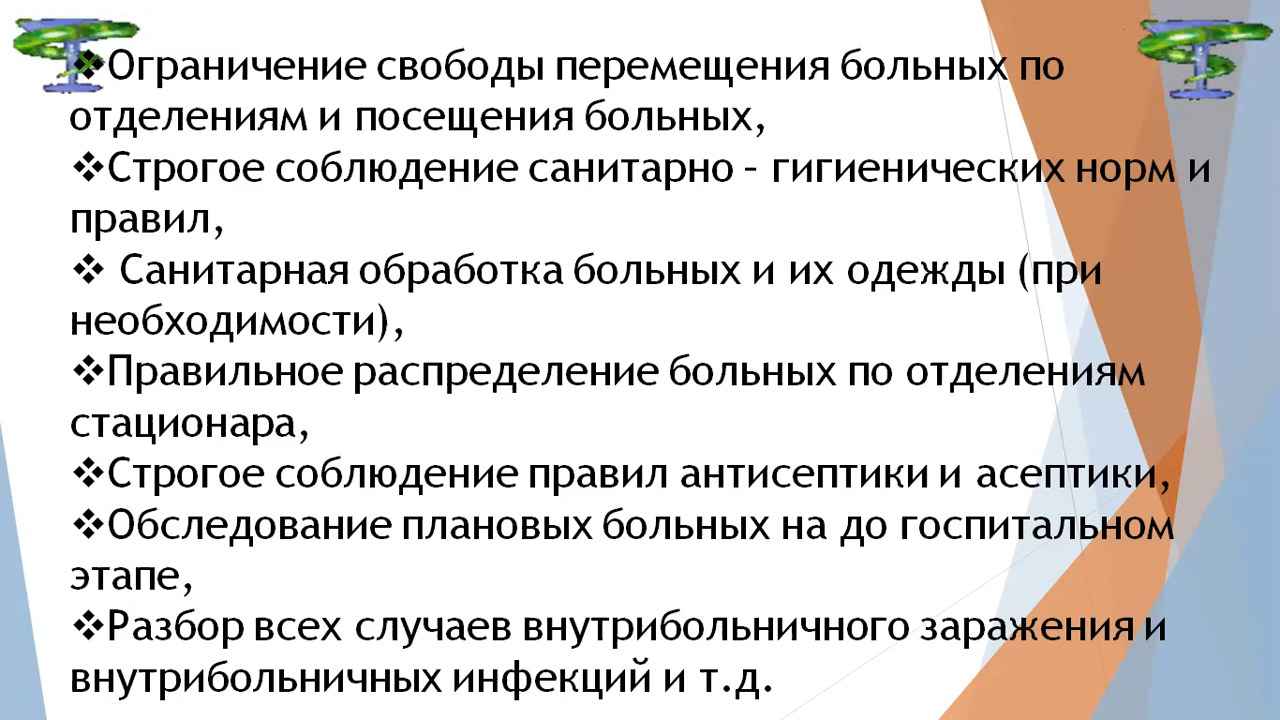 ❖Ограничение свободы перемещения больных по
отделениям и посещения больных,
❖Строгое соблюдение санитарно - гигиенических норм и
правил,
❖ Санитарная обработка больных и их одежды (при
необходимости),
❖Правильное распределение больных по отделениям
стационара,
❖Строгое соблюдение правил антисептики и асептики,
❖Обследование плановых больных на до госпитальном
этапе,
❖Разбор всех случаев внутрибольничного заражения и
внутрибольничных инфекций и т.д.